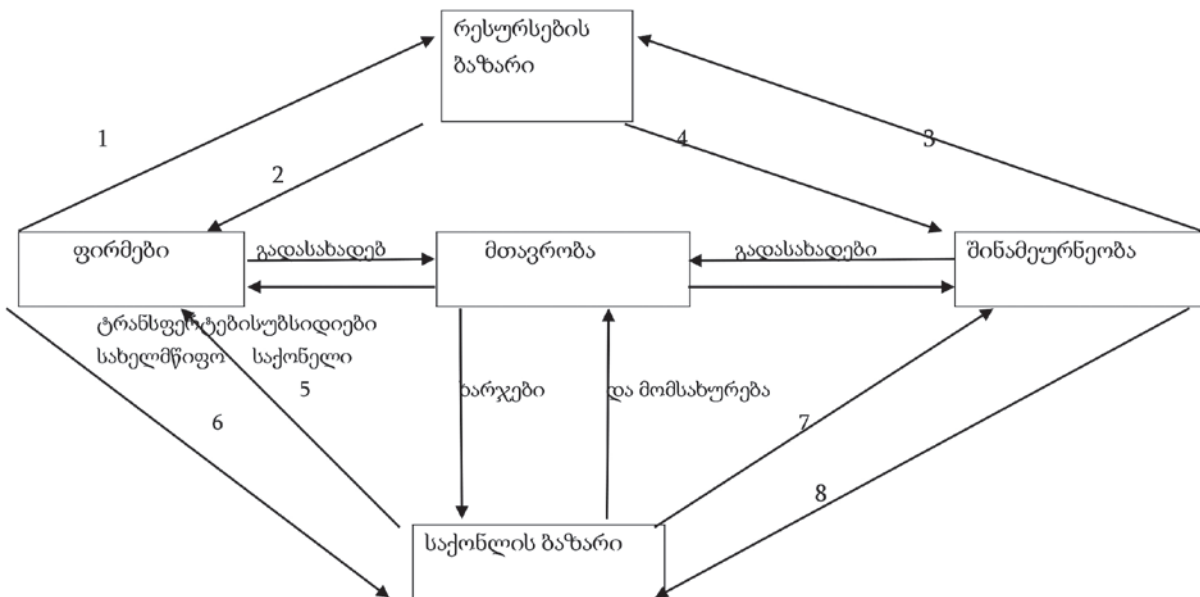 რესურსების
ბაზარი
1
4
3
2
ფირმები
გადასახადებ
მთავრობა
გადასახადები
შინამეურნეობა
ტრანსფერტებისუბსიდიები
სახელმწიფო საქონელი
5
ხარჯები
და მომსახურება
6
7
8
საქონლის ბაზარი